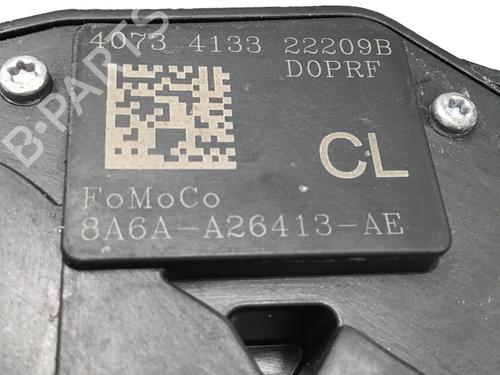 4073 4133 22209B
D0PRF
CL
FoMoCo
8A6A-A26413-AE
B-PARTS